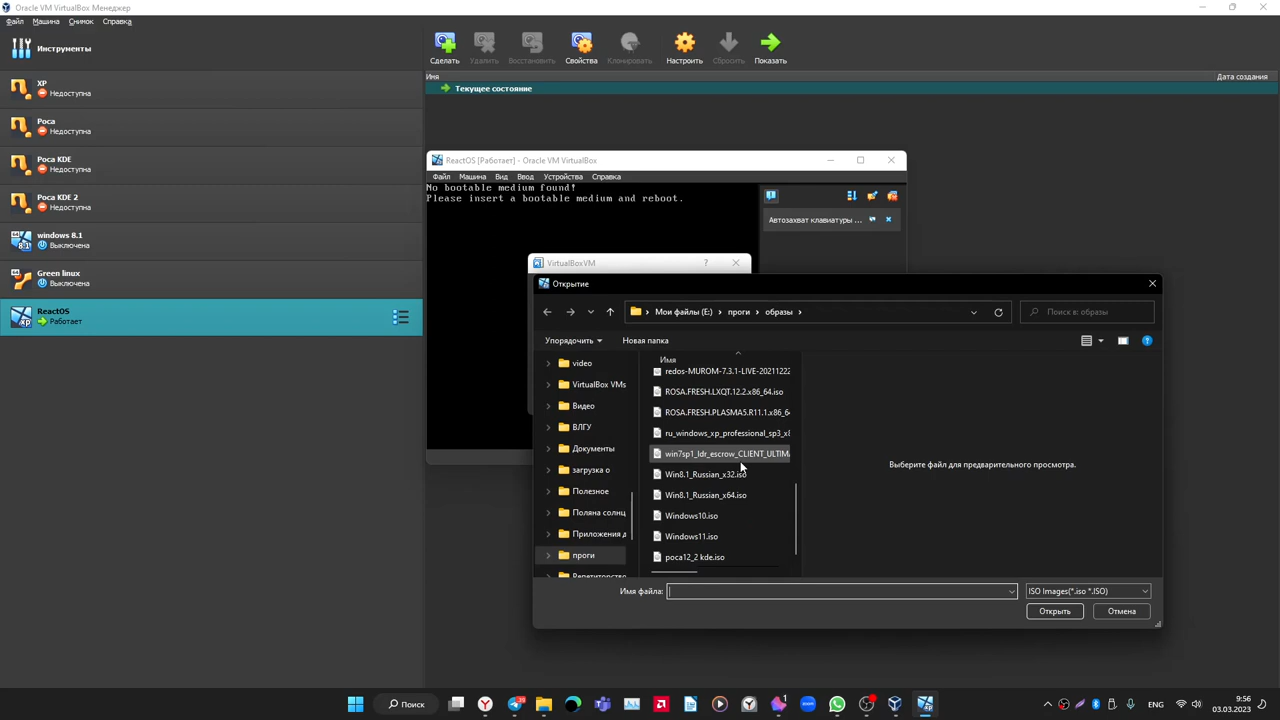 Oracle VM VirtualBox Менеджер
Файл Машина Снимок Справка
Инструменты
XP
Недоступна
Роса
Недоступна
Роса KDE
Недоступна
Роса KDE 2
Недоступна
windows 8.1
Выключена
Green linux
Выключена
ReactOS
Работает
Сделать Удалить Восстановить Свойства Клонировать Настроить Сбросить Показать
Имя Дата создания
Текущее состояние
ReactOS [Работает] - Oracle VM VirtualBox
Файл Машина Вид Ввод Устройства Справка
No bootable medium found!
Please insert a bootable medium and reboot.
Автозахват клавиатуры ...
VirtualBoxVM
Открытие
Мои файлы (E:) проги образы
Поиск в: образы
Упорядочить Новая папка
video
VirtualBox VMs
Видео
ВЛГУ
Документы
загрузка о
Полезное
Поляна солнц
Приложения д
проги
Репетиторство
Имя
redos-MUROM-7.3.1-LIVE-20211222
ROSA.FRESH.LXQT.12.2.x86_64.iso
ROSA.FRESH.PLASMA5.R11.1.x86_64
ru_windows_xp_professional_sp3_x8
win7sp1_ldr_escrow_CLIENT_ULTIMA
Win8.1_Russian_x32.iso
Win8.1_Russian_x64.iso
Windows10.iso
Windows11.iso
роса12_2 kde.iso
Выберите файл для предварительного просмотра.
Имя файла:
ISO Images(*.iso *.ISO)
Открыть Отмена
Поиск
ENG
9:56
03.03.2023